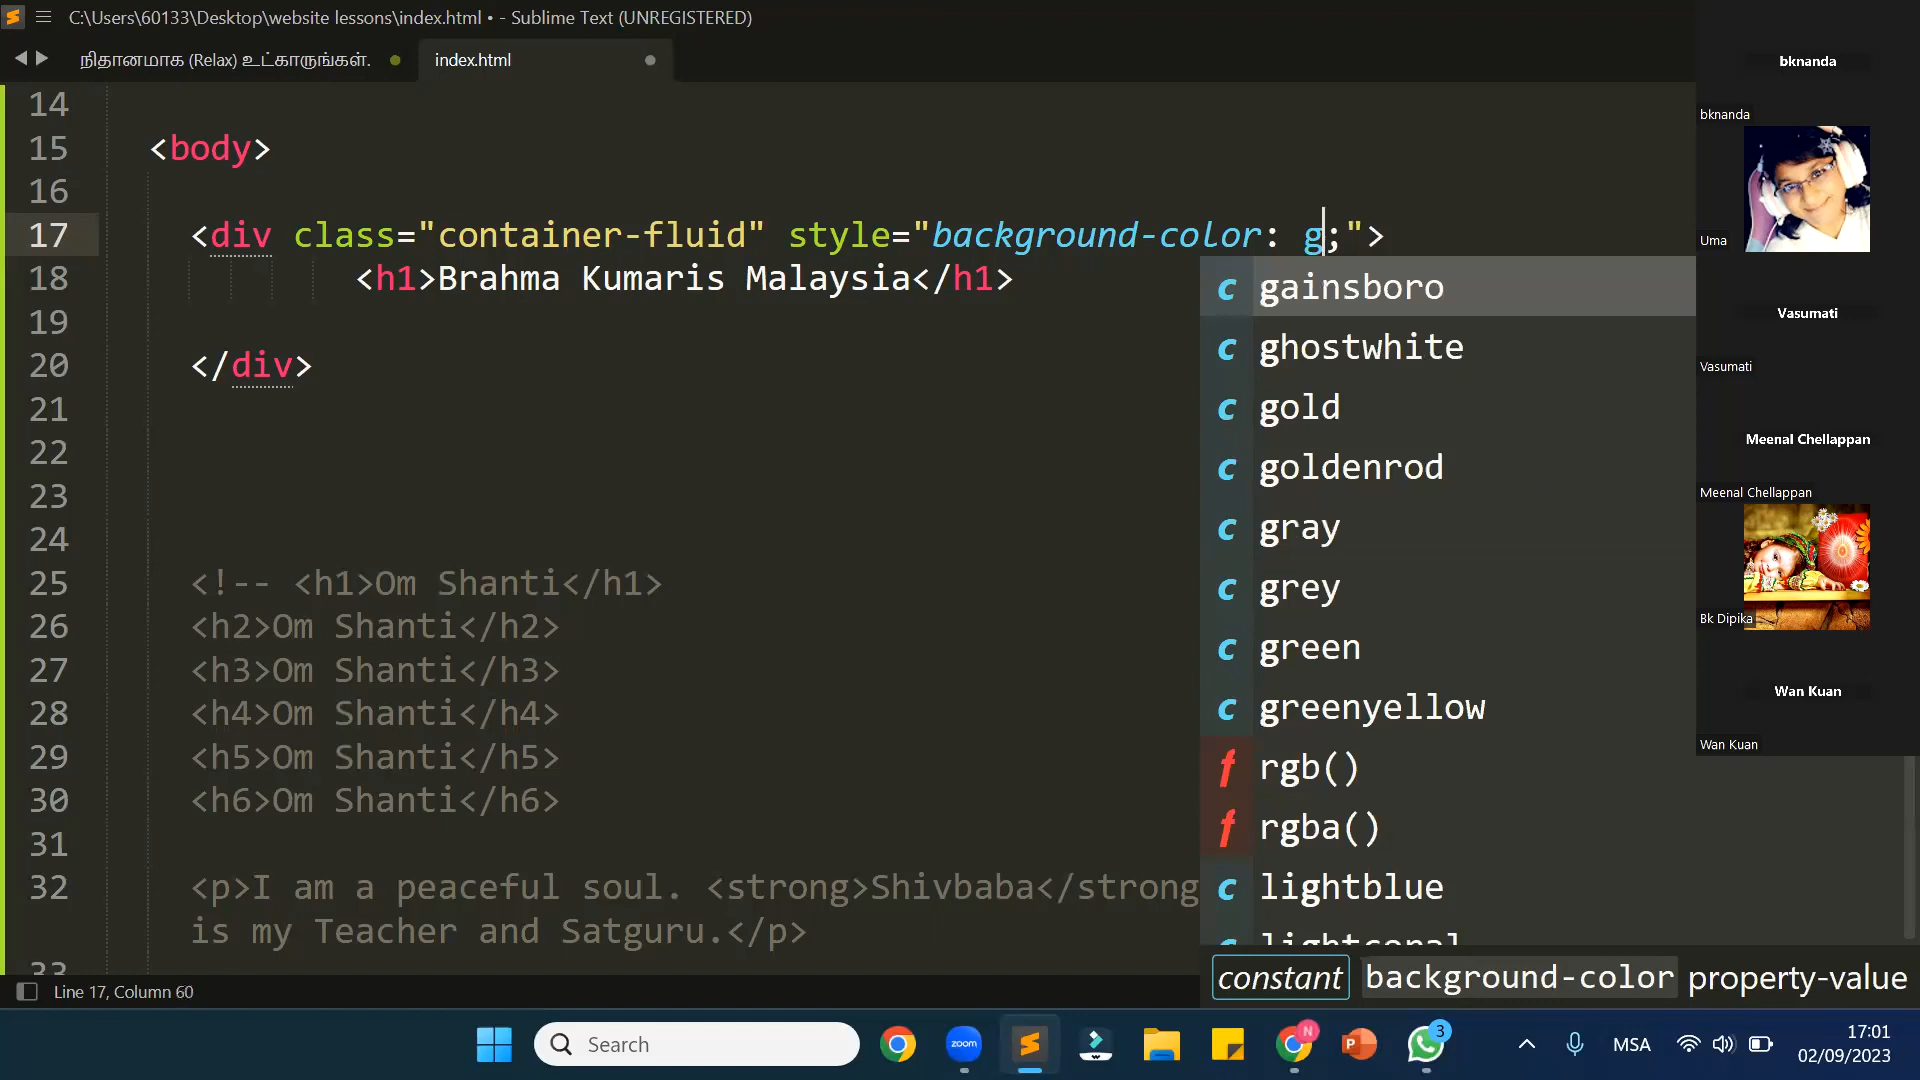 C:\Users\60133\Desktop\website lessons\index.html • - Sublime Text (UNREGISTERED)
நிதானமாக (Relax) உட்காருங்கள்.
index.html
14
15 <body>
16
17 <div class="container-fluid" style="background-color: g;">
18 <h1>Brahma Kumaris Malaysia</h1>
19
20 </div>
21
22
23
24
25 <!-- <h1>Om Shanti</h1>
26 <h2>Om Shanti</h2>
27 <h3>Om Shanti</h3>
28 <h4>Om Shanti</h4>
29 <h5>Om Shanti</h5>
30 <h6>Om Shanti</h6>
31
32 <p>I am a peaceful soul. <strong>Shivbaba</strong
is my Teacher and Satguru.</p>
33
c gainsboro
c ghostwhite
c gold
c goldenrod
c gray
c grey
c green
c greenyellow
f rgb()
f rgba()
c lightblue
c lightcoral
constant background-color property-value
Line 17, Column 60
bknanda
bknanda
Uma
Vasumati
Vasumati
Meenal Chellappan
Meenal Chellappan
Bk Dipika
Wan Kuan
Wan Kuan
Search
zoom
N
P
3
MSA
17:01
02/09/2023